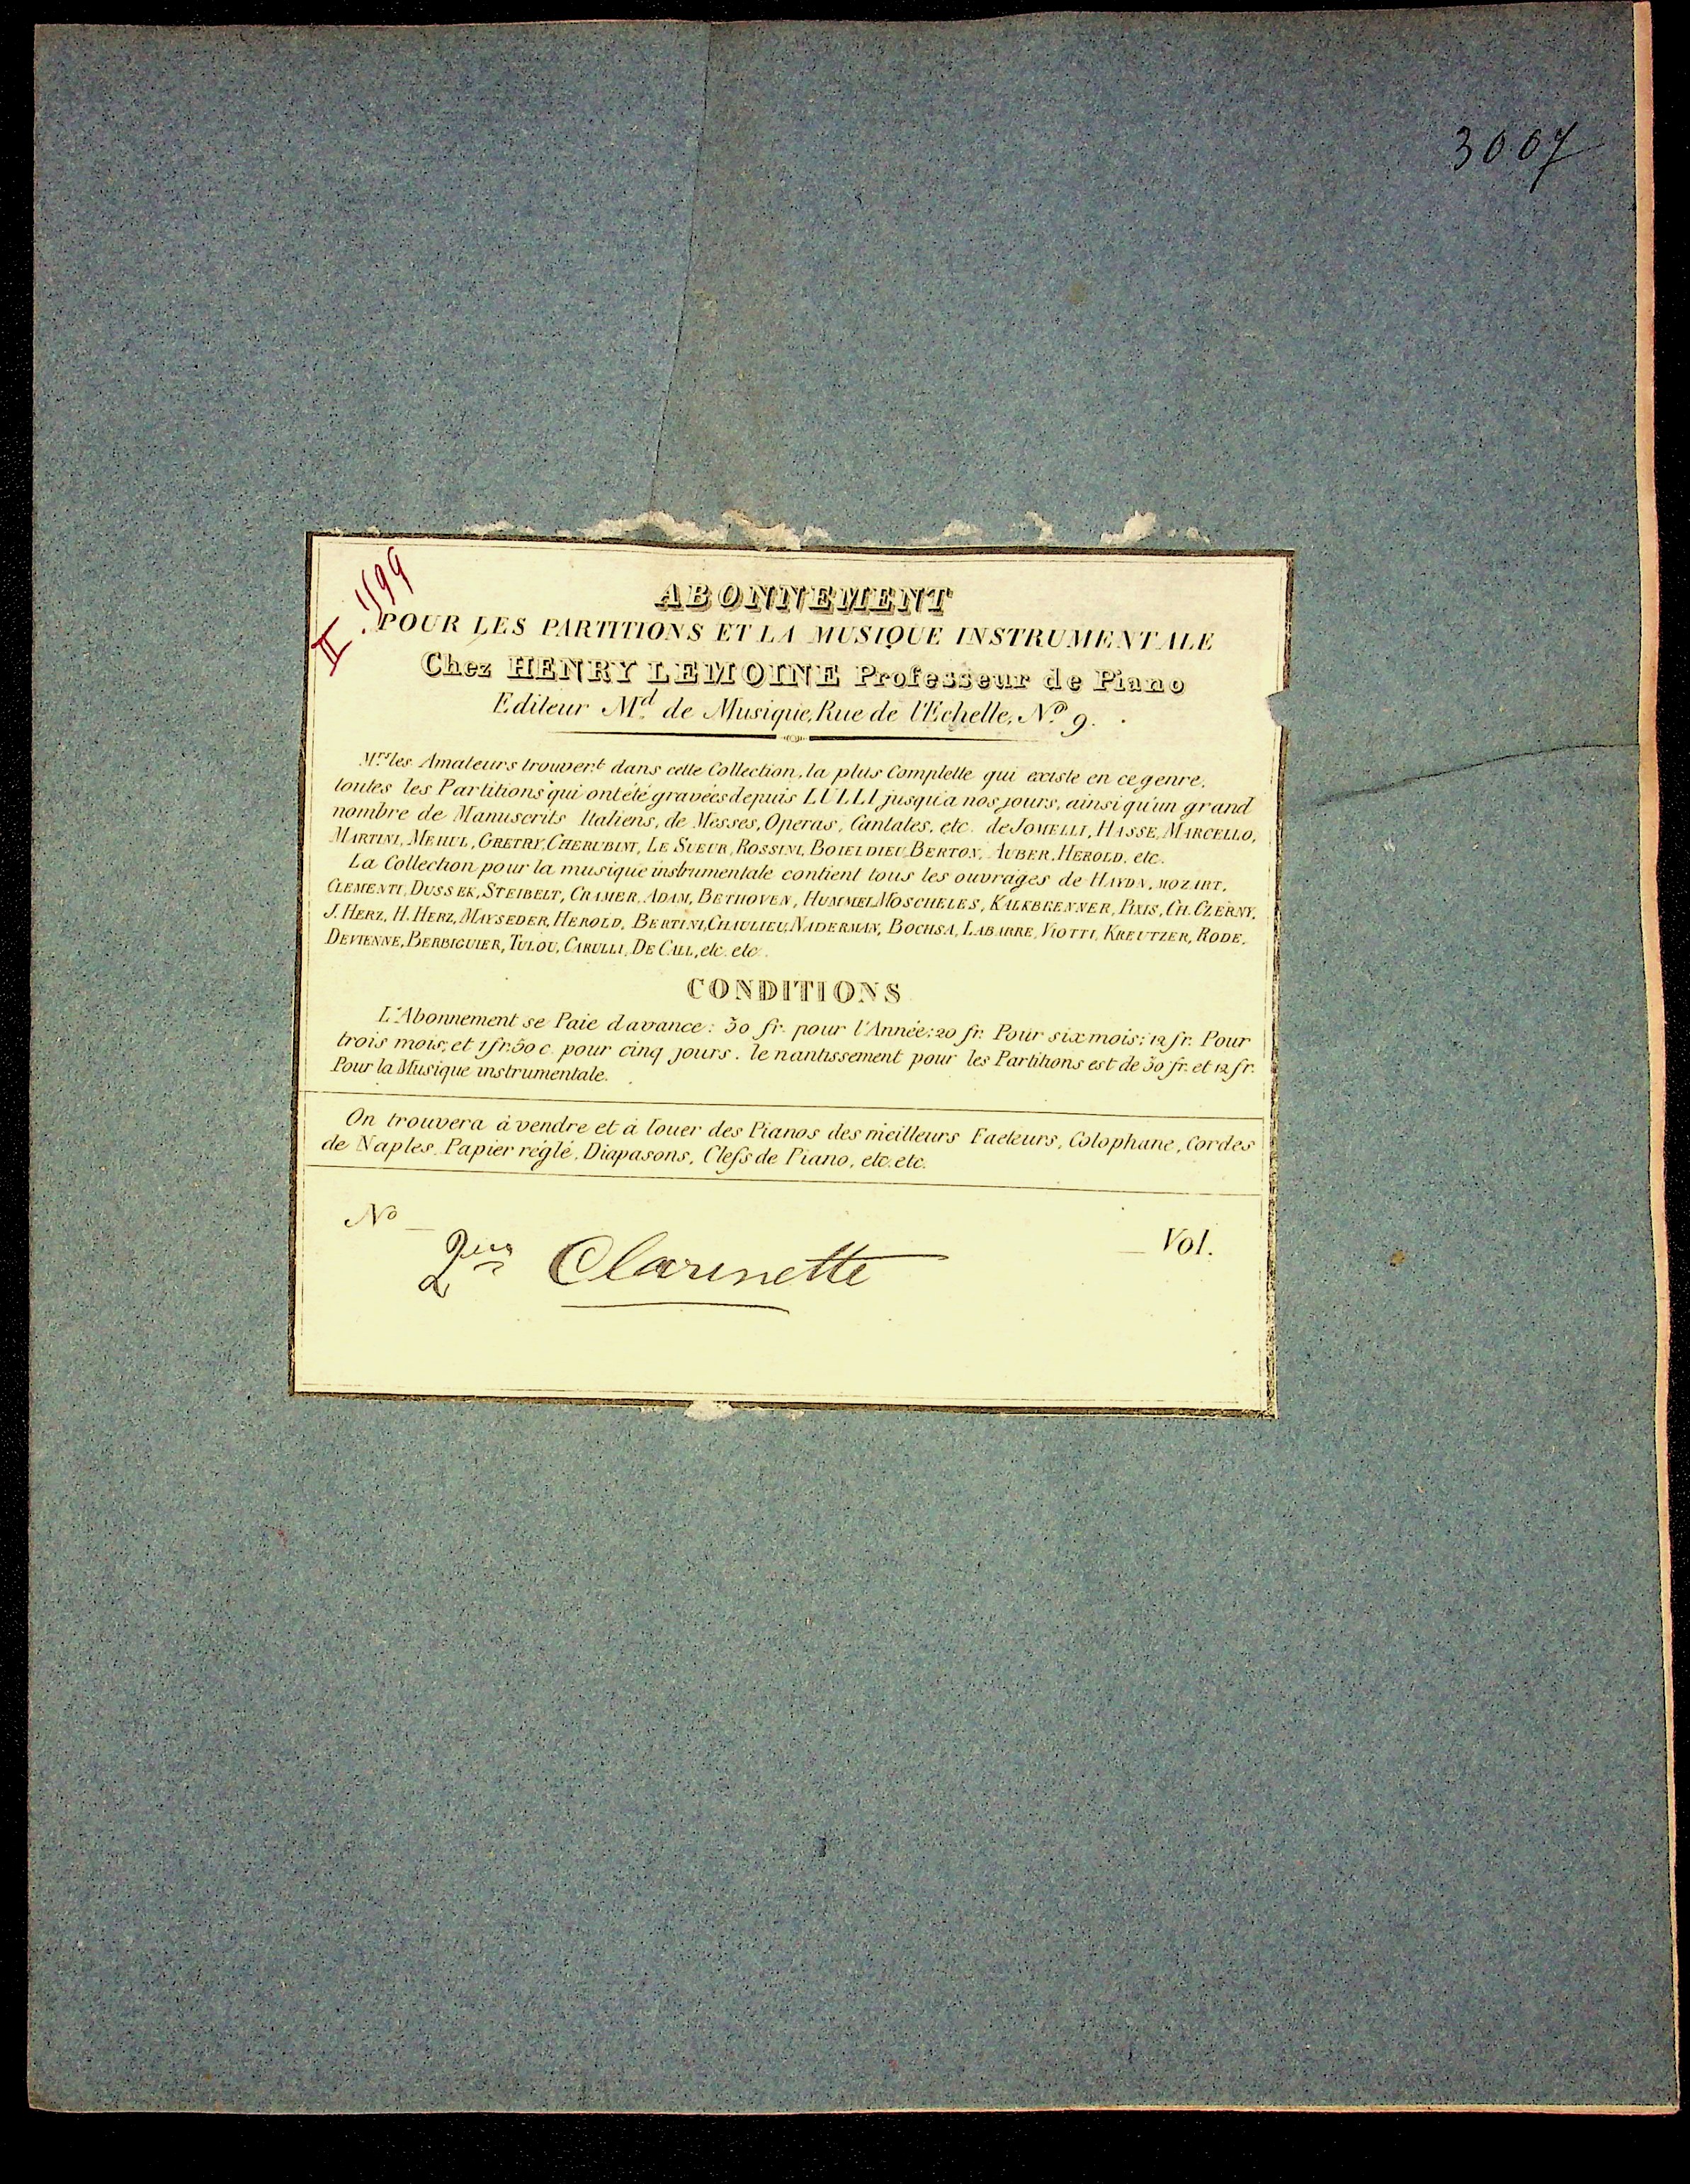 3007
II. 1199
ABONNEMENT
POUR LES PARTITIONS ET LA MUSIQUE INSTRUMENTALE
Chez HENRY LEMOINE Professeur de Piano
Editeur Md. de Musique, Rue de l'Echelle, No. 9.
Mrs les Amateurs trouvent dans cette Collection, la plus Complette qui existe en ce genre,
toutes les Partitions qui ont été gravées depuis LULLI jusqu'a nos jours, ainsi qu'un grand
nombre de Manuscrits Italiens, de Messes, Operas, Cantates, etc. de JOMELLI, HASSE, MARCELLO,
MARTINI, MEHUL, GRETRY, CHERUBINI, LE SUEUR, ROSSINI, BOIELDIEU, BERTON, AUBER, HEROLD, etc.
La Collection pour la musique instrumentale contient tous les ouvrages de HAYDN, MOZART,
CLEMENTI, DUSSEK, STEIBELT, CRAMER, ADAM, BETHOVEN, HUMMEL, MOSCHELES, KALKBRENNER, PIXIS, CH. CZERNY,
J. HERZ, H. HERZ, MAYSEDER, HEROLD, BERTINI, CHAULIEU, NADERMAN, BOCHSA, LABARRE, VIOTTI, KREUTZER, RODE,
DEVIENNE, BERBIGUIER, TULOU, CARULLI, DE CALL, etc. etc.
CONDITIONS
L'Abonnement se Paie d'avance: 30 fr. pour l'Année; 20 fr. Pour six mois; 12 fr. Pour
trois mois; et 1 fr. 50 c. pour cinq jours. le nantissement pour les Partitions est de 30 fr. et 12 fr.
Pour la Musique instrumentale.
On trouvera à vendre et à louer des Pianos des meilleurs Facteurs, Colophane, Cordes
de Naples, Papier réglé, Diapasons, Clefs de Piano, etc. etc.
No Vol.
2me Clarinette